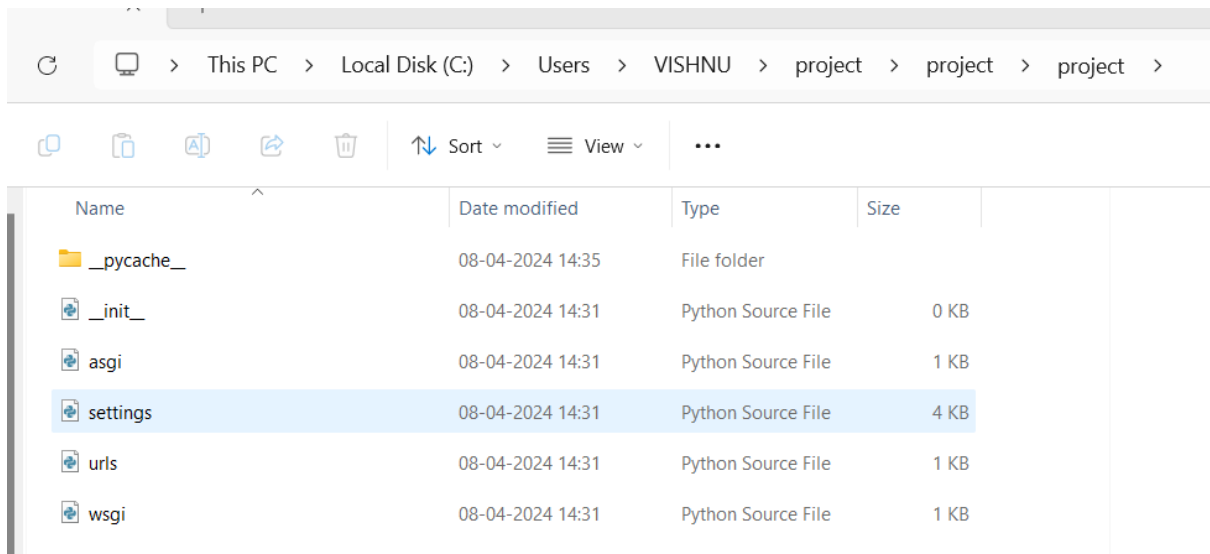 This PC > Local Disk (C:) > Users > VISHNU > project > project > project >
Sort View •••
Name Date modified Type Size
__pycache__ 08-04-2024 14:35 File folder
__init__ 08-04-2024 14:31 Python Source File 0 KB
asgi 08-04-2024 14:31 Python Source File 1 KB
settings 08-04-2024 14:31 Python Source File 4 KB
urls 08-04-2024 14:31 Python Source File 1 KB
wsgi 08-04-2024 14:31 Python Source File 1 KB